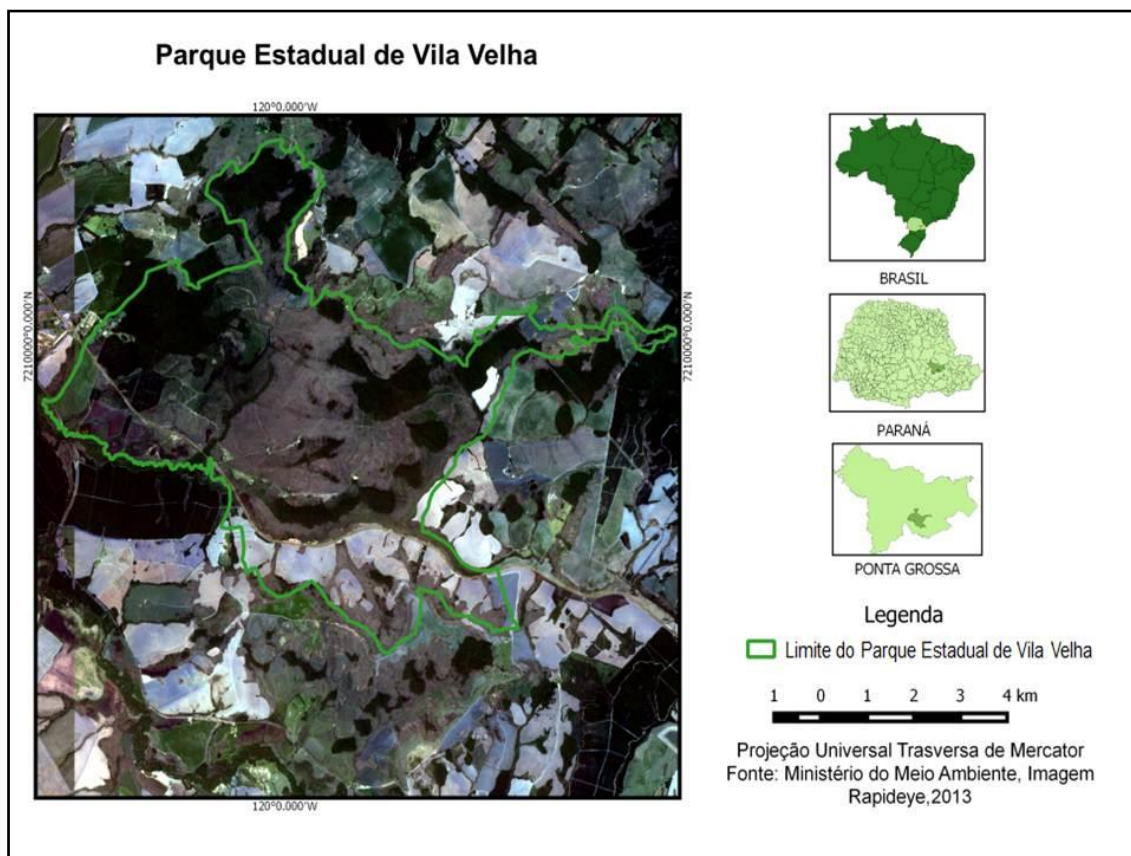 Parque Estadual de Vila Velha
120°0.000"W
7210000°0.000"N
7210000°0.000"N
120°0.000"W
BRASIL
PARANÁ
PONTA GROSSA
Legenda
Limite do Parque Estadual de Vila Velha
1 0 1 2 3 4 km
Projeção Universal Trasversa de Mercator
Fonte: Ministério do Meio Ambiente, Imagem
Rapideye,2013